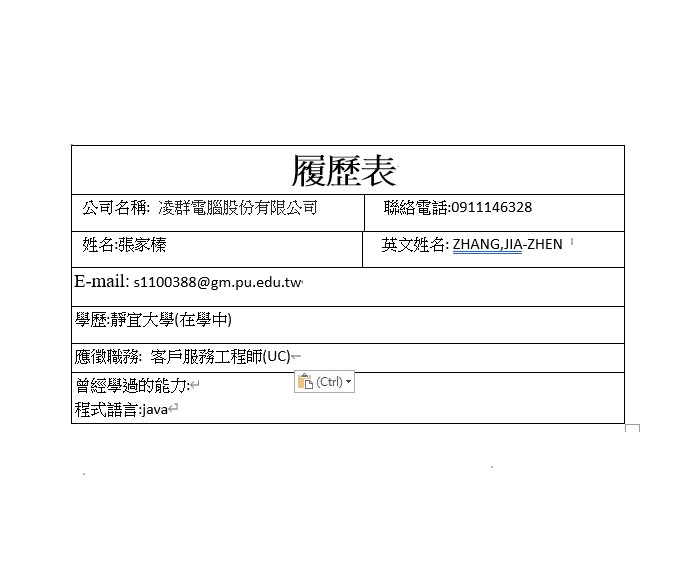 履歷表
公司名稱: 凌群電腦股份有限公司 聯絡電話:0911146328
姓名:張家榛 英文姓名: ZHANG,JIA-ZHEN
E-mail: s1100388@gm.pu.edu.tw
學歷:靜宜大學(在學中)
應徵職務: 客戶服務工程師(UC)
曾經學過的能力:
(Ctrl)
程式語言:java